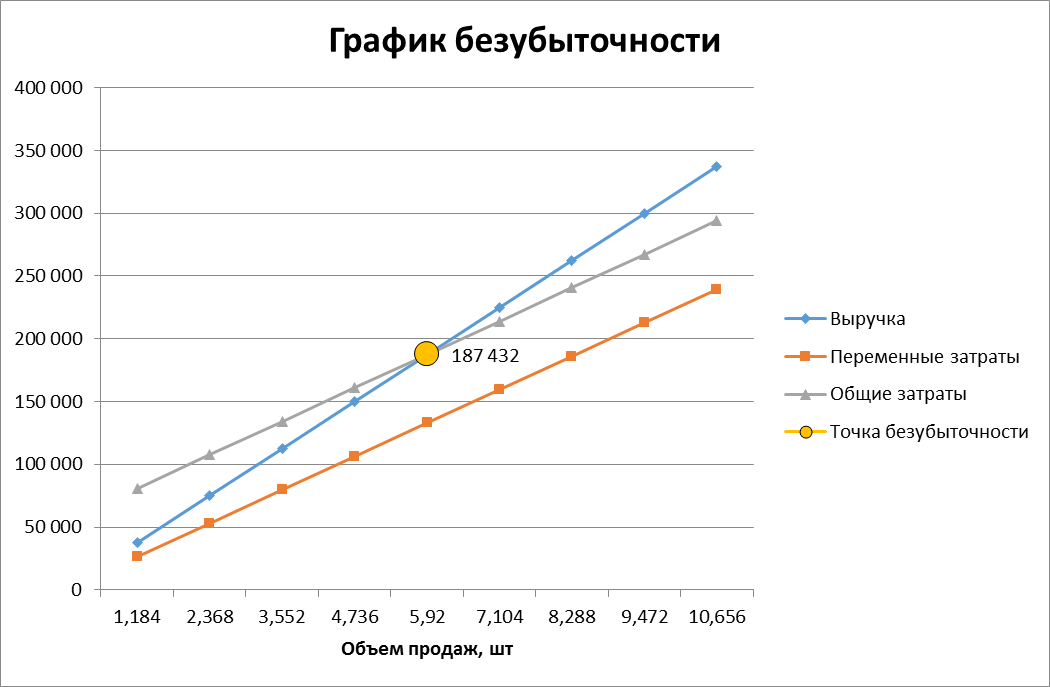 График безубыточности
400 000
350 000
300 000
250 000
200 000
150 000
100 000
50 000
0
187 432
1,184 2,368 3,552 4,736 5,92 7,104 8,288 9,472 10,656
Объем продаж, шт
Выручка
Переменные затраты
Общие затраты
Точка безубыточности